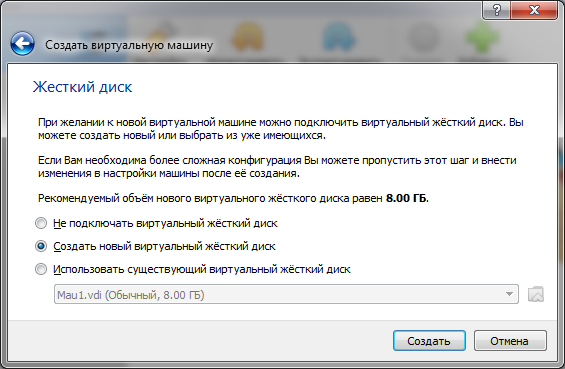 Создать виртуальную машину
Жесткий диск
При желании к новой виртуальной машине можно подключить виртуальный жёсткий диск. Вы
можете создать новый или выбрать из уже имеющихся.
Если Вам необходима более сложная конфигурация Вы можете пропустить этот шаг и внести
изменения в настройки машины после её создания.
Рекомендуемый объём нового виртуального жёсткого диска равен 8.00 ГБ.
Не подключать виртуальный жёсткий диск
Создать новый виртуальный жёсткий диск
Использовать существующий виртуальный жёсткий диск
Mau1.vdi (Обычный, 8.00 ГБ)
Создать
Отмена